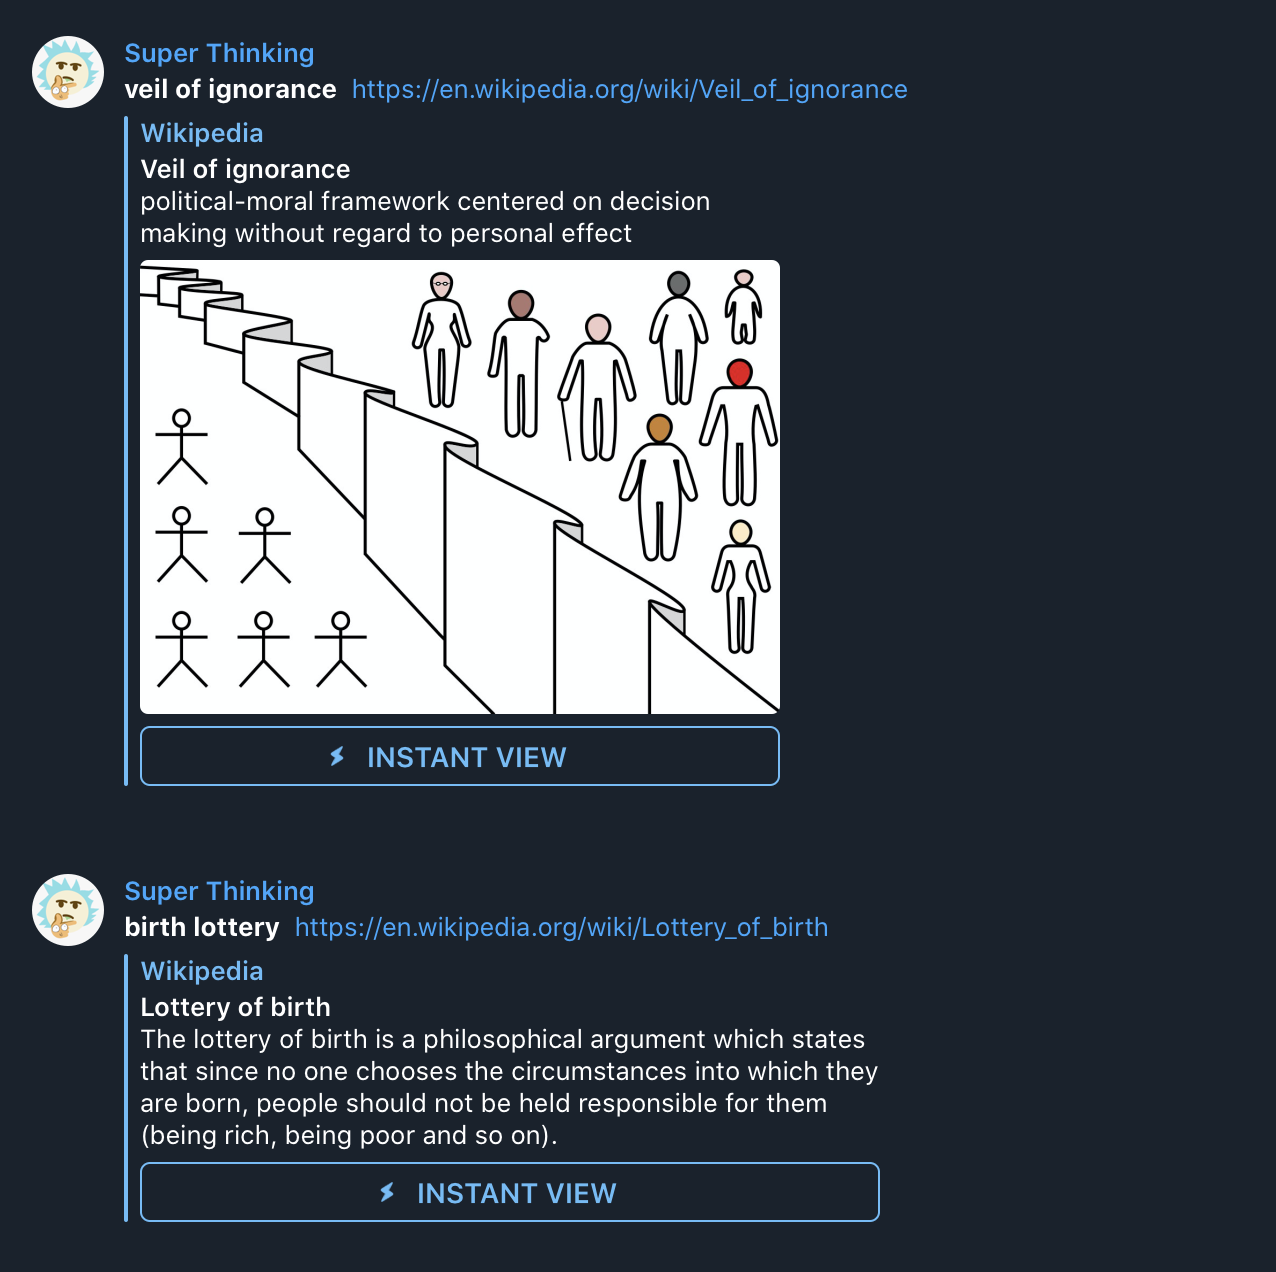 Super Thinking
veil of ignorance https://en.wikipedia.org/wiki/Veil_of_ignorance
Wikipedia
Veil of ignorance
political-moral framework centered on decision
making without regard to personal effect
INSTANT VIEW
Super Thinking
birth lottery https://en.wikipedia.org/wiki/Lottery_of_birth
Wikipedia
Lottery of birth
The lottery of birth is a philosophical argument which states
that since no one chooses the circumstances into which they
are born, people should not be held responsible for them
(being rich, being poor and so on).
INSTANT VIEW